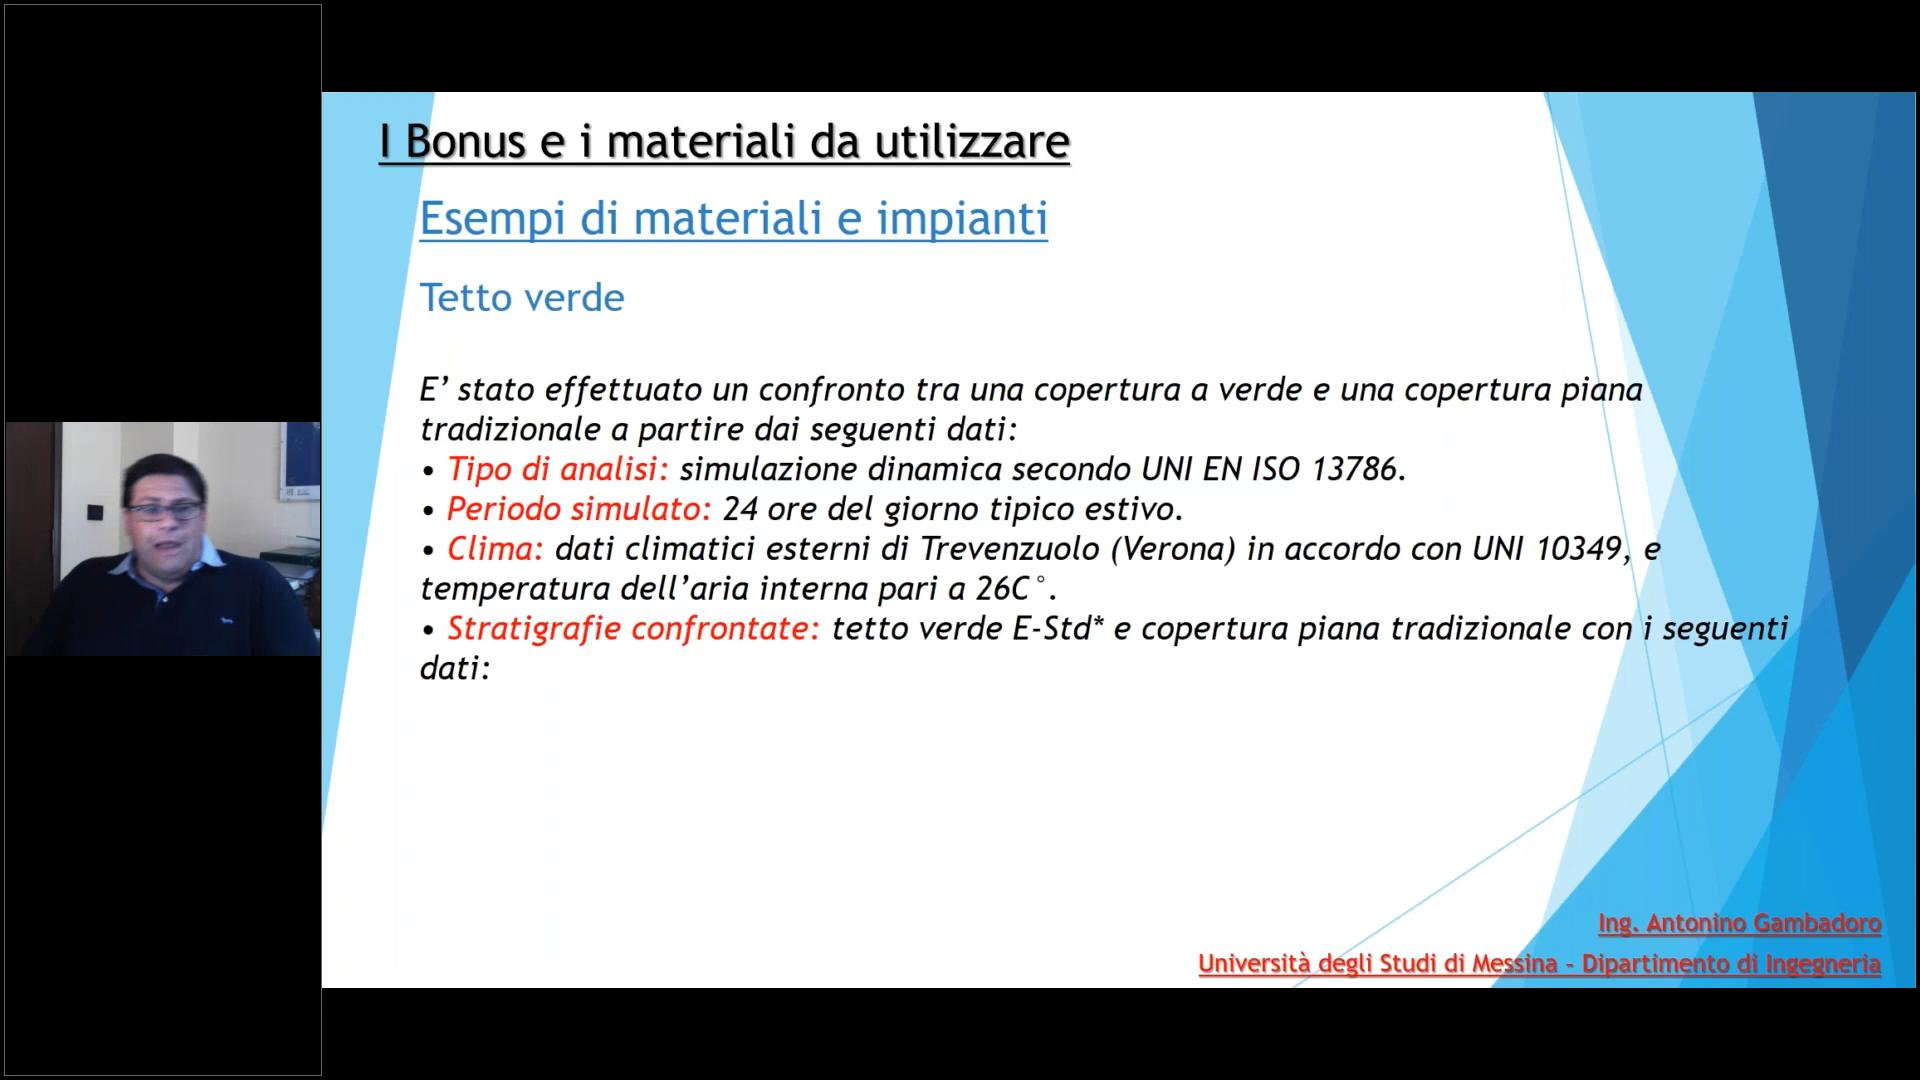 I Bonus e i materiali da utilizzare
Esempi di materiali e impianti
Tetto verde
E’ stato effettuato un confronto tra una copertura a verde e una copertura piana
tradizionale a partire dai seguenti dati:
• Tipo di analisi: simulazione dinamica secondo UNI EN ISO 13786.
• Periodo simulato: 24 ore del giorno tipico estivo.
• Clima: dati climatici esterni di Trevenzuolo (Verona) in accordo con UNI 10349, e
temperatura dell’aria interna pari a 26C°.
• Stratigrafie confrontate: tetto verde E-Std* e copertura piana tradizionale con i seguenti
dati:
Ing. Antonino Gambadoro
Università degli Studi di Messina – Dipartimento di Ingegneria